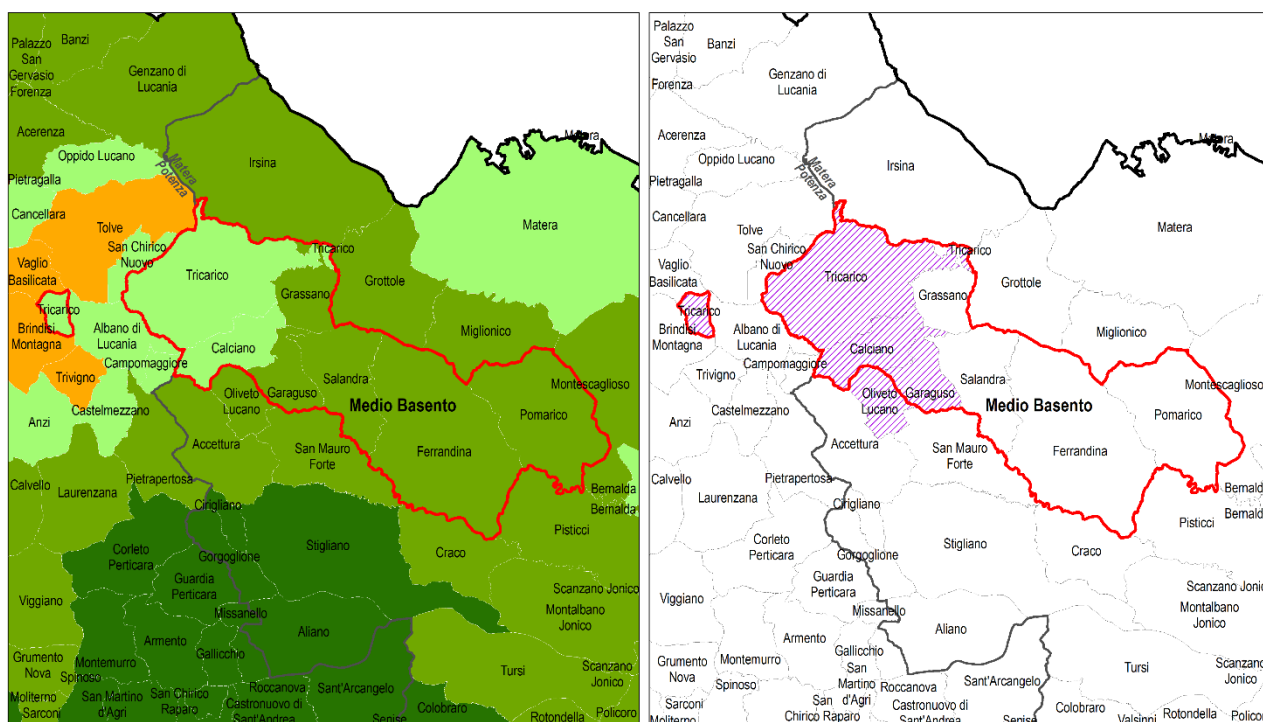 Palazzo
San
Gervasio
Forenza
Banzi
Genzano di
Lucania
Acerenza
Oppido Lucano
Pietragalla
Cancellara
Tolve
San Chirico
Nuovo
Vaglio
Basilicata
Tricarico
Brindisi
Montagna
Trivigno
Albano di
Lucania
Campomaggiore
Castelmezzano
Anzi
Matera
Potenza
Irsina
Matera
Matera
Tricarico
Tricarico
Grassano
Grottole
Miglionico
Calciano
Oliveto
Lucano
Garaguso
Salandra
Medio Basento
Montescaglioso
Pomarico
Ferrandina
Accettura
San Mauro
Forte
Calvello
Laurenzana
Pietrapertosa
Cirigliano
Bernalda
Bernalda
Pisticci
Corleto
Perticara
Gorgoglione
Stigliano
Craco
Guardia
Perticara
Scanzano Jonico
Montalbano
Jonico
Viggiano
Missanello
Aliano
Armento
Gallicchio
Grumento
Nova
Montemurro
Spinoso
Tursi
Scanzano
Jonico
Moliterno
Sarconi
San Martino
d'Agri
San Chirico
Raparo
Roccanova
Castronuovo di
Sant'Andrea
Sant'Arcangelo
Senise
Colobraro
Rotondella
Policoro
Palazzo
San
Gervasio
Forenza
Banzi
Genzano di
Lucania
Acerenza
Oppido Lucano
Pietragalla
Cancellara
Tolve
San Chirico
Nuovo
Vaglio
Basilicata
Tricarico
Brindisi
Montagna
Trivigno
Albano di
Lucania
Campomaggiore
Castelmezzano
Anzi
Matera
Potenza
Irsina
Matera
Matera
Tricarico
Tricarico
Grassano
Grottole
Miglionico
Calciano
Oliveto
Lucano
Garaguso
Salandra
Medio Basento
Montescaglioso
Pomarico
Ferrandina
Accettura
San Mauro
Forte
Calvello
Laurenzana
Pietrapertosa
Cirigliano
Bernalda
Bernalda
Pisticci
Corleto
Perticara
Gorgoglione
Stigliano
Craco
Guardia
Perticara
Scanzano Jonico
Montalbano
Jonico
Viggiano
Missanello
Aliano
Armento
Gallicchio
Grumento
Nova
Montemurro
Spinoso
Tursi
Scanzano
Jonico
Moliterno
Sarconi
San
Martino
d'Agri
San
Chirico Raparo
Roccanova
Castronuovo di
Sant'Andrea
Sant'Arcangelo
Senise
Colobraro
Valsinni
Rotondella
Policoro